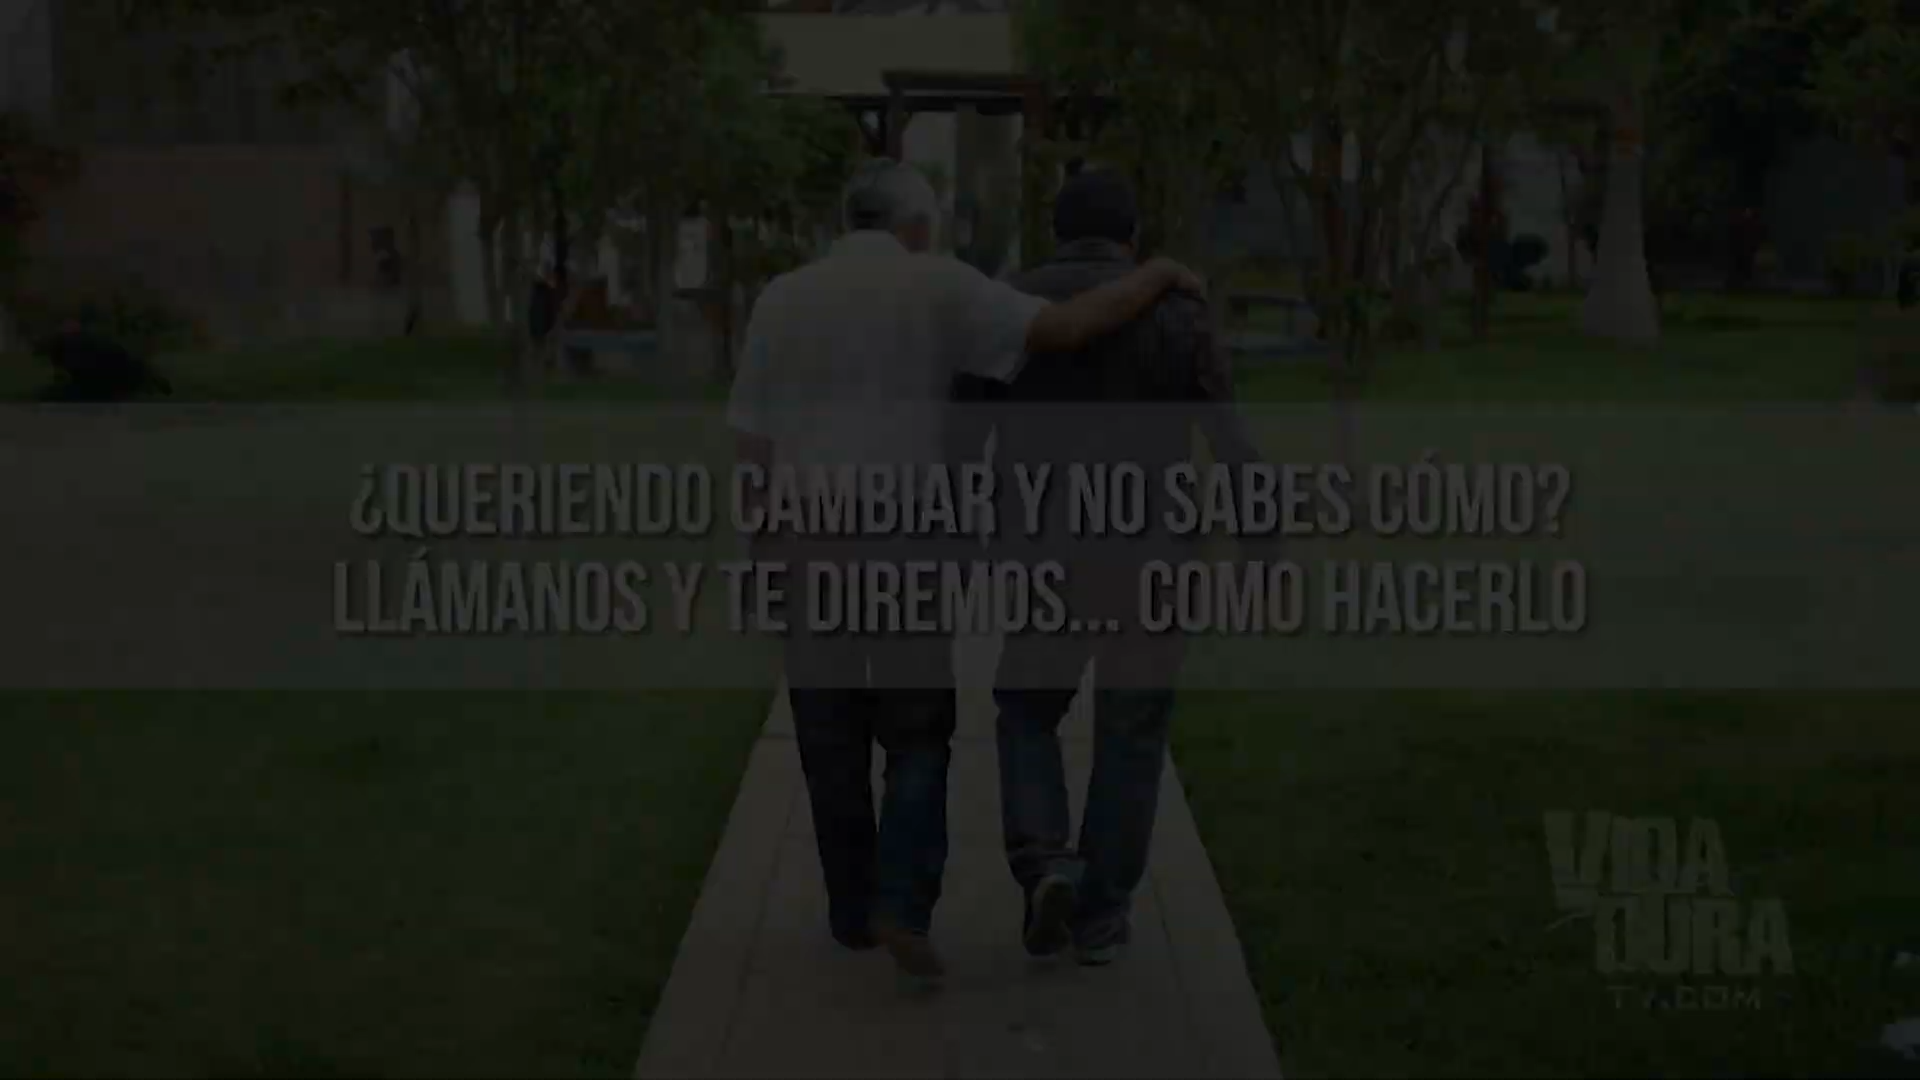 ¿QUERIENDO CAMBIAR Y NO SABES CÓMO?
LLÁMANOS Y TE DIREMOS... COMO HACERLO
VIDA
DURA
TV.COM